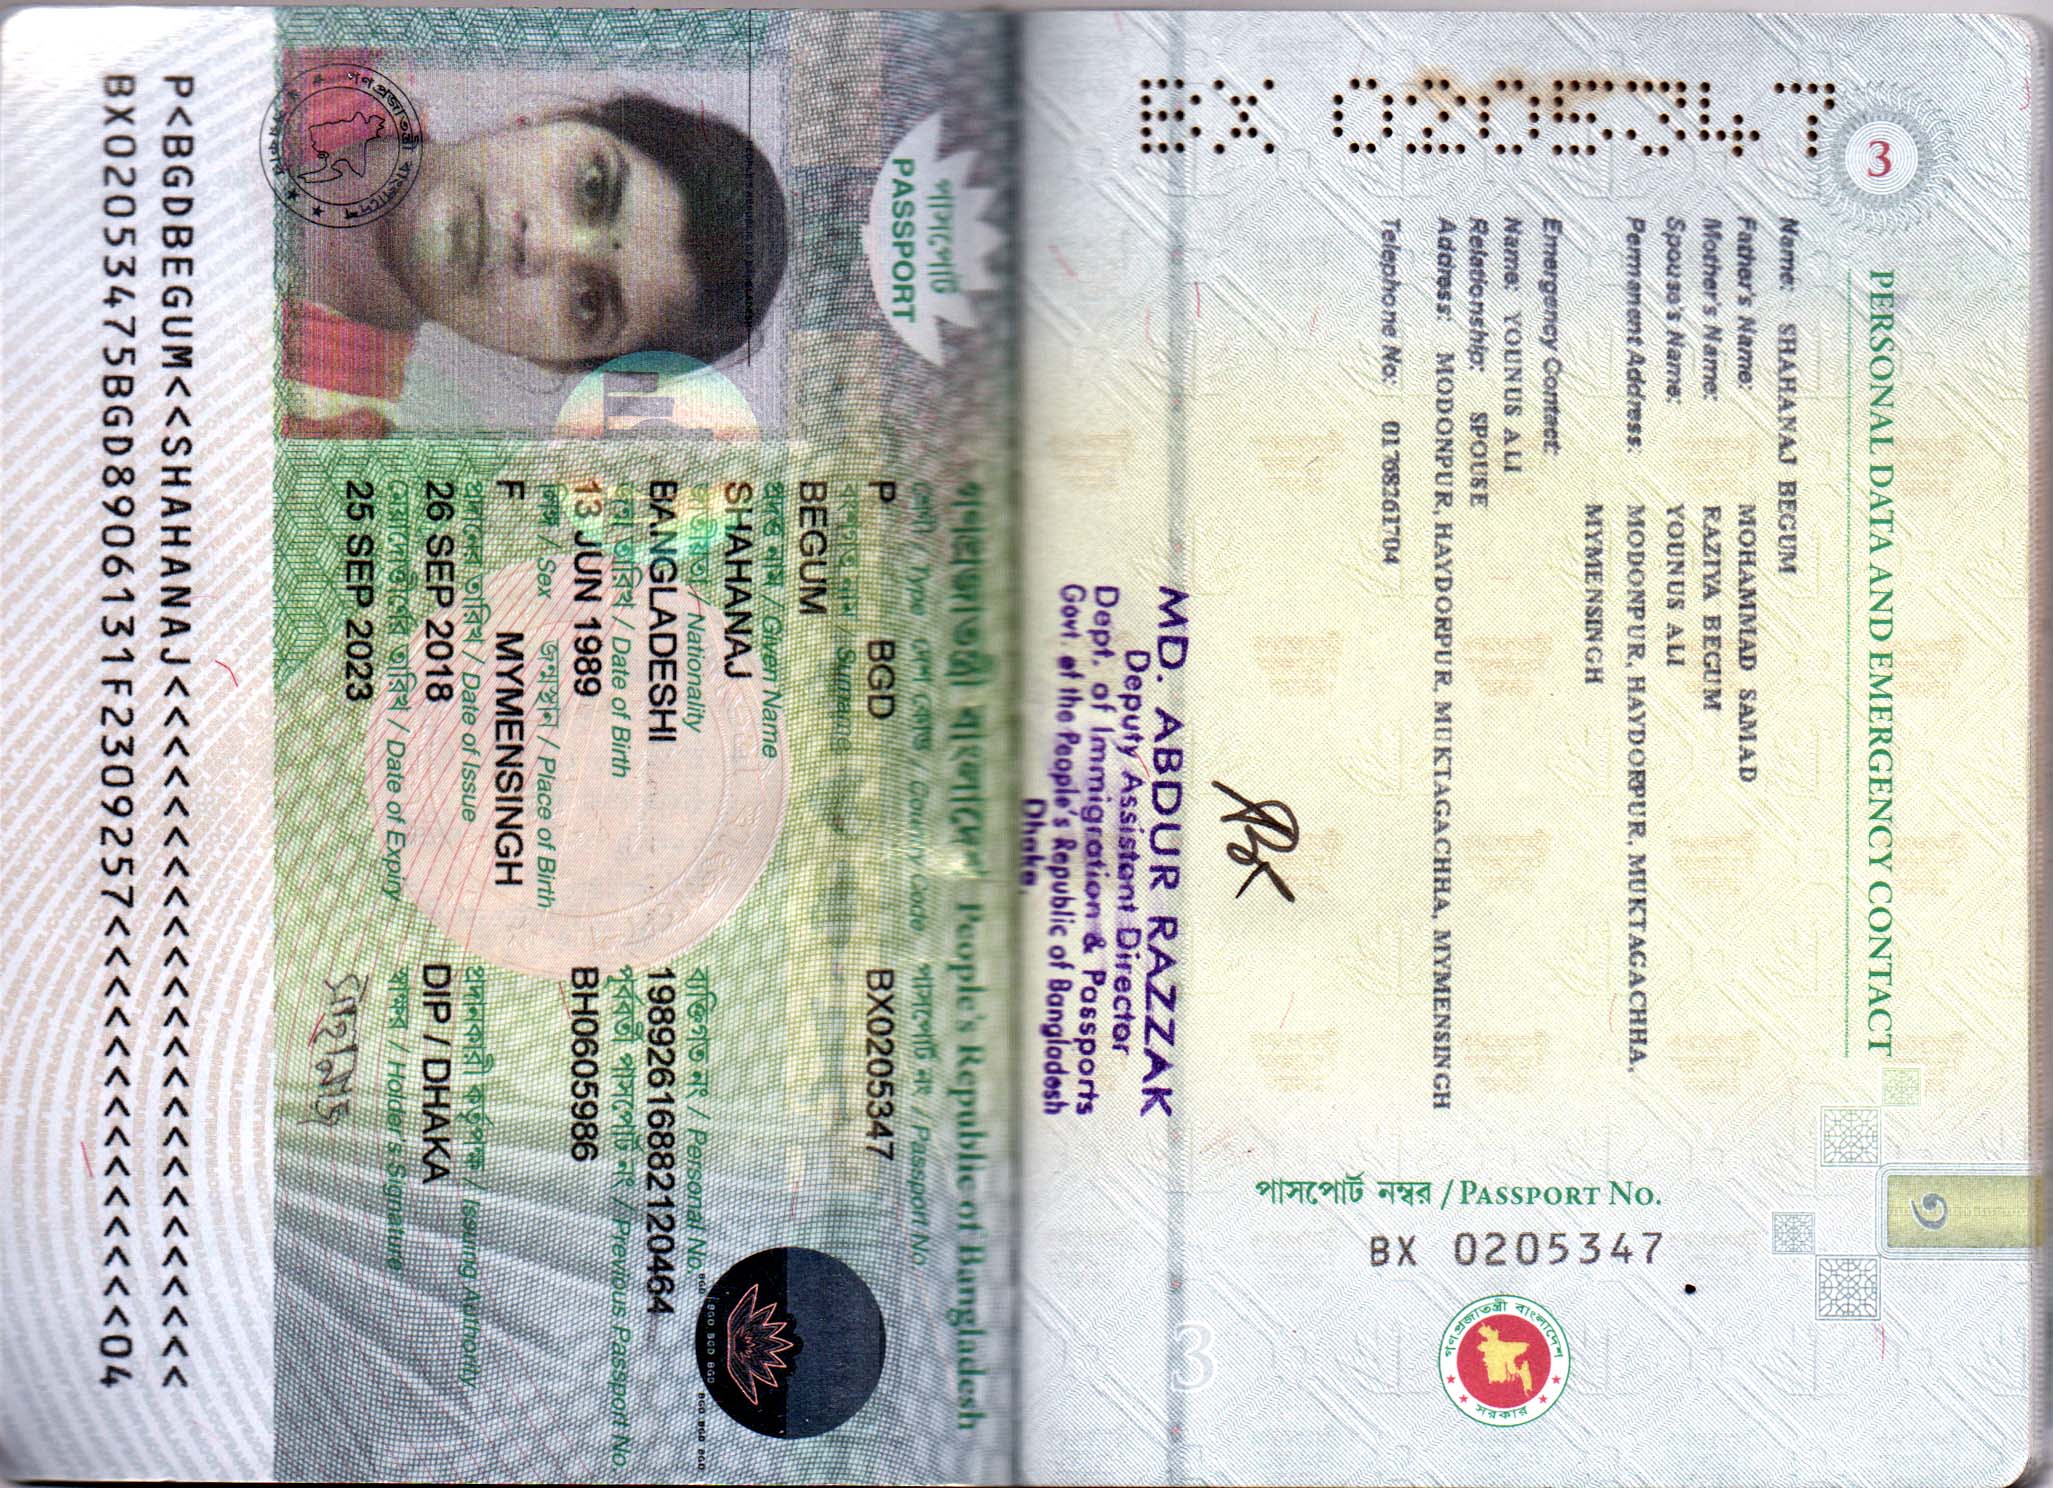 PERSONAL DATA AND EMERGENCY CONTACT
3
BX 0205347
Name: SHAHANAJ BEGUM
Father's Name: MOHAMMAD SAMAD
Mother's Name: RAZIYA BEGUM
Spouse's Name: YOUNUS ALI
Permanent Address: MODONPUR, HAYDORPUR, MUKTAGACHHA,
MYMENSINGH
Emergency Contact:
Name: YOUNUS ALI
Relationship: SPOUSE
Address: MODONPUR, HAYDORPUR, MUKTAGACHHA, MYMENSINGH
Telephone No: 01768261704
পাসপোর্ট নম্বর / PASSPORT NO.
BX 0205347
গণপ্রজাতন্ত্রী বাংলাদেশ
সরকার
৩
3
MD. ABDUR RAZZAK
Deputy Assistant Director
Dept. of Immigration & Passports
Govt. of the People's Republic of Bangladesh
Dhaka.
গণপ্রজাতন্ত্রী বাংলাদেশ People's Republic of Bangladesh
পাসপোর্ট
PASSPORT
শ্রেণী / Type দেশ কোড / Country Code পাসপোর্ট নং / Passport No.
P BGD BX0205347
বংশগত নাম / Surname
BEGUM
প্রদত্ত নাম / Given Name
SHAHANAJ
জাতীয়তা / Nationality ব্যক্তিগত নং / Personal No.
BANGLADESHI 19892616882120464
জন্ম তারিখ / Date of Birth পূর্ববর্তী পাসপোর্ট নং / Previous Passport No.
13 JUN 1989 BH0605986
লিঙ্গ / Sex জন্মস্থান / Place of Birth
F MYMENSINGH
প্রদানের তারিখ / Date of Issue প্রদানকারী কর্তৃপক্ষ / Issuing Authority
26 SEP 2018 DIP / DHAKA
মেয়াদোত্তীর্ণের তারিখ / Date of Expiry স্বাক্ষর / Holder's Signature
25 SEP 2023
P<BGDBEGUM<<SHAHANAJ<<<<<<<<<<<<<<<<<<<<<<<<
BX02053475BGD8906131F2309257<<<<<<<<<<<<<<04